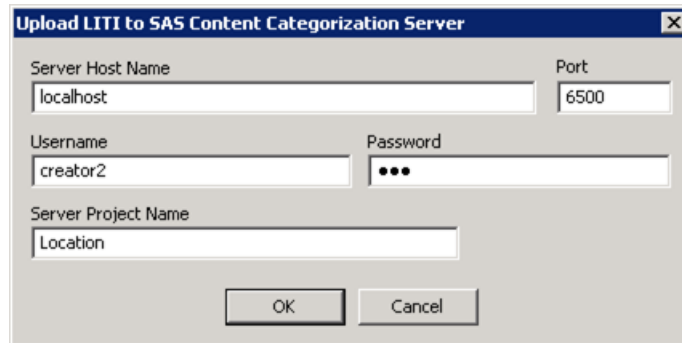 Upload LITI to SAS Content Categorization Server
Server Host Name Port
localhost 6500
Username Password
creator2 ●●●
Server Project Name
Location
OK Cancel